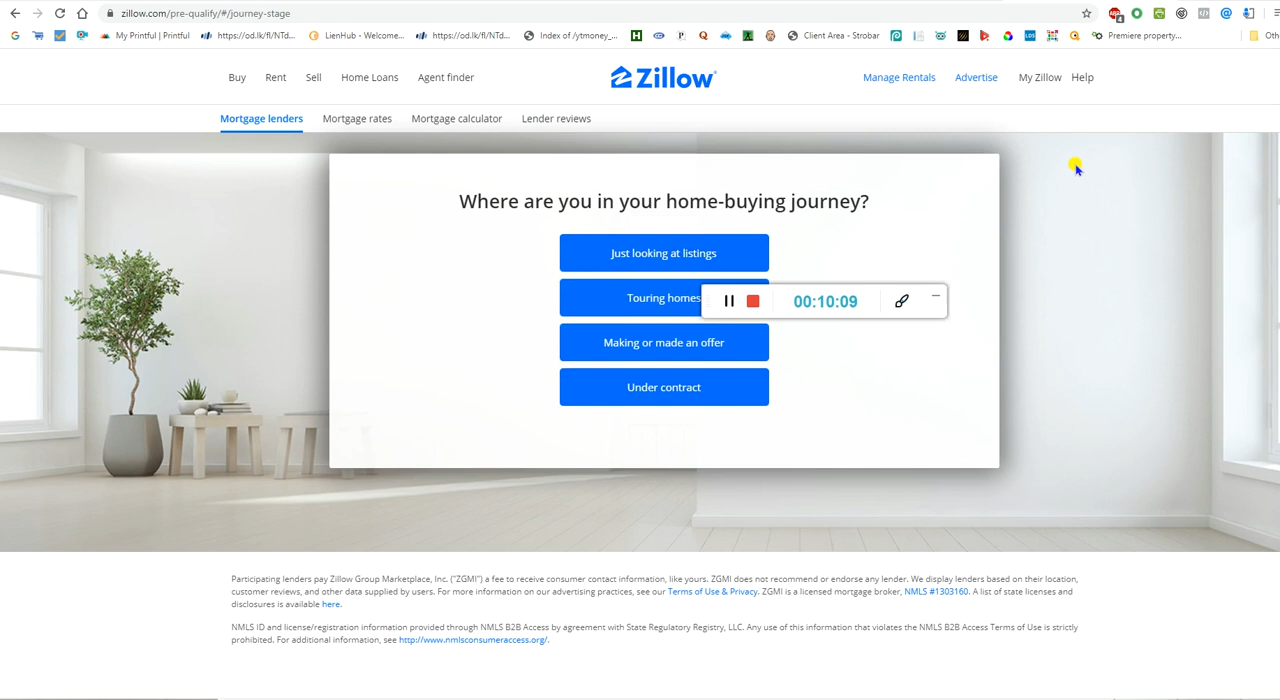 zillow.com/pre-qualify/#/journey-stage
My Printful | Printful
https://od.lk/fl/NTd...
LienHub - Welcome...
https://od.lk/fl/NTd...
Index of /ytmoney_...
Client Area - Strobar
Premiere property...
Oth
Buy Rent Sell Home Loans Agent finder
Zillow
Manage Rentals Advertise My Zillow Help
Mortgage lenders Mortgage rates Mortgage calculator Lender reviews
Where are you in your home-buying journey?
Just looking at listings
Touring homes
00:10:09
Making or made an offer
Under contract
Participating lenders pay Zillow Group Marketplace, Inc. ("ZGMI") a fee to receive consumer contact information, like yours. ZGMI does not recommend or endorse any lender. We display lenders based on their location,
customer reviews, and other data supplied by users. For more information on our advertising practices, see our Terms of Use & Privacy. ZGMI is a licensed mortgage broker, NMLS #1303160. A list of state licenses and
disclosures is available here.
NMLS ID and license/registration information provided through NMLS B2B Access by agreement with State Regulatory Registry, LLC. Any use of this information that violates the NMLS B2B Access Terms of Use is strictly
prohibited. For additional information, see http://www.nmlsconsumeraccess.org/.